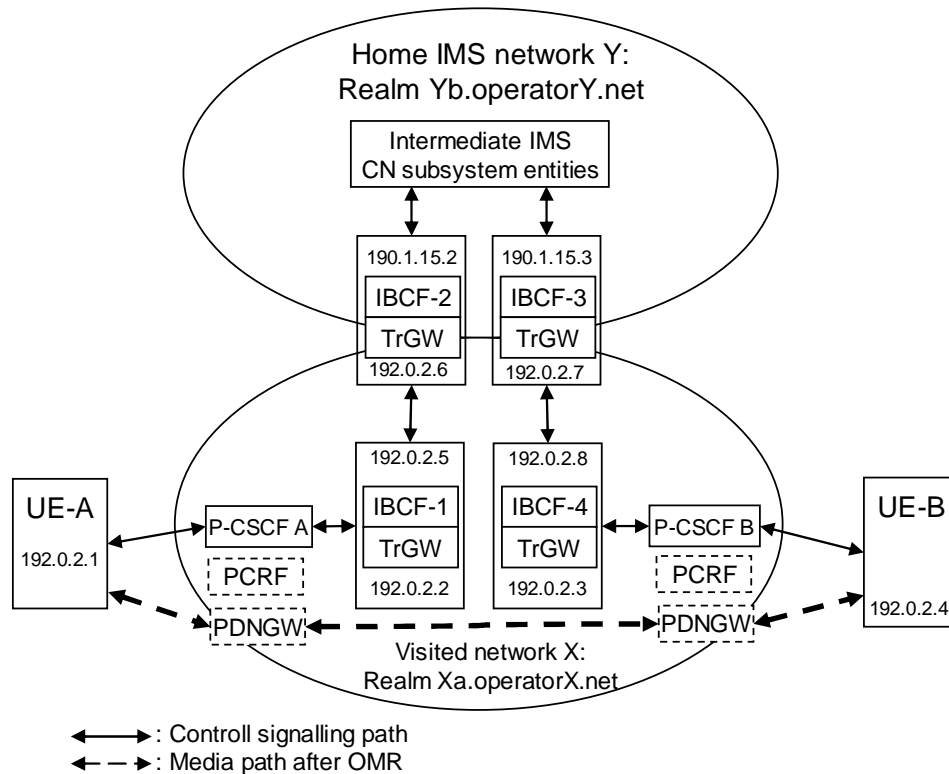 Home IMS network Y:
Realm Yb.operatorY.net
Intermediate IMS
CN subsystem entities
190.1.15.2
IBCF-2
TrGW
192.0.2.6
190.1.15.3
IBCF-3
TrGW
192.0.2.7
192.0.2.5
IBCF-1
TrGW
192.0.2.2
192.0.2.8
IBCF-4
TrGW
192.0.2.3
UE-A
192.0.2.1
P-CSCF A
PCRF
PDNGW
P-CSCF B
PCRF
PDNGW
UE-B
192.0.2.4
Visited network X:
Realm Xa.operatorX.net
: Controll signalling path
: Media path after OMR